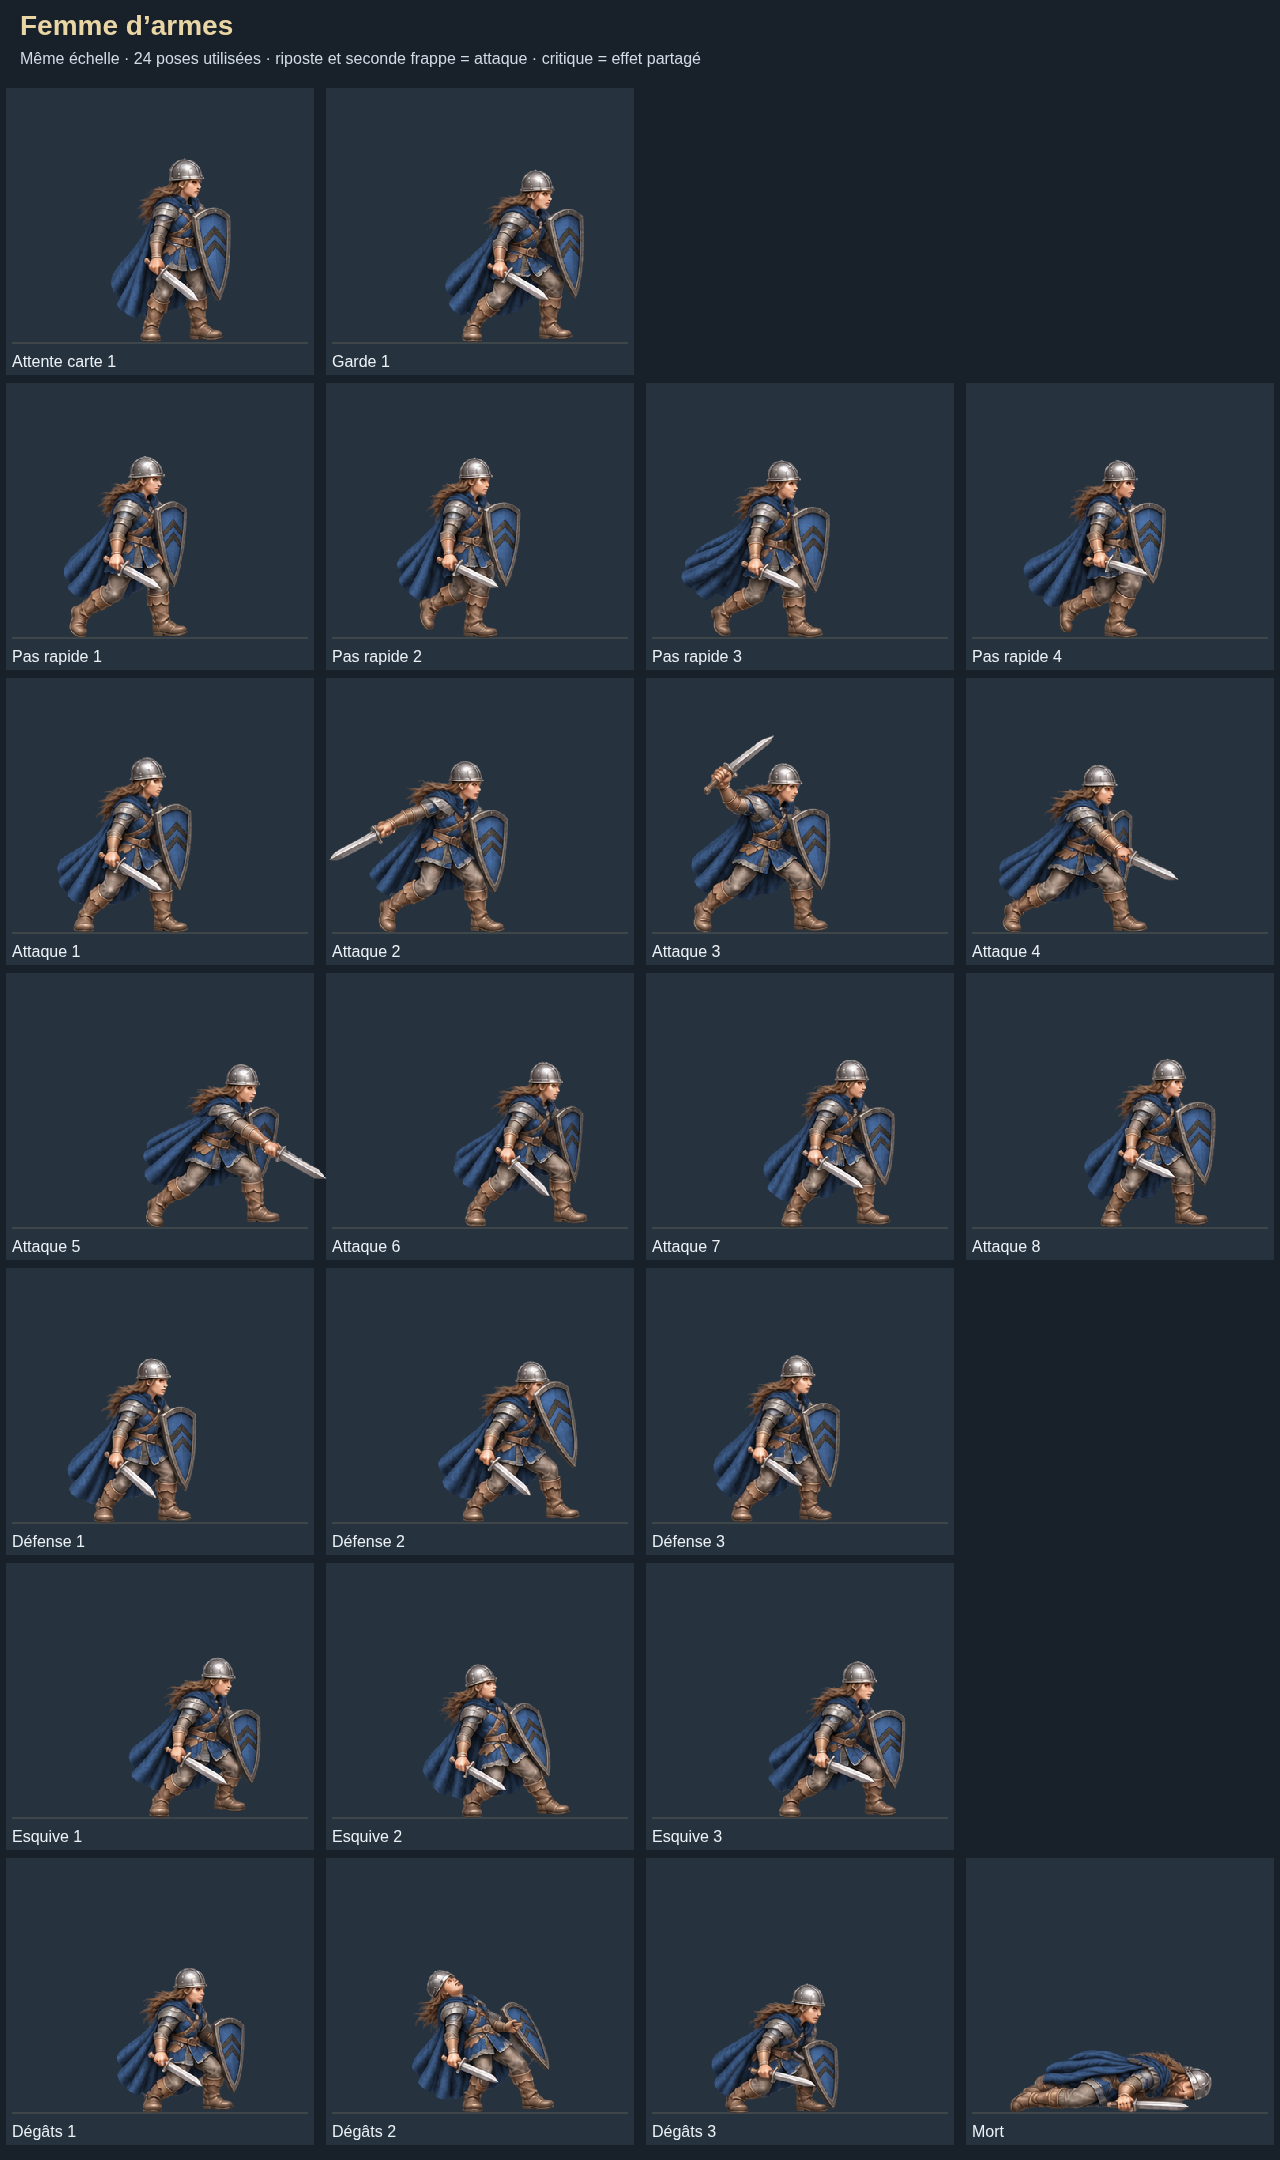 Femme d’armes
Même échelle · 24 poses utilisées · riposte et seconde frappe = attaque · critique = effet partagé
Attente carte 1
Garde 1
Pas rapide 1
Pas rapide 2
Pas rapide 3
Pas rapide 4
Attaque 1
Attaque 2
Attaque 3
Attaque 4
Attaque 5
Attaque 6
Attaque 7
Attaque 8
Défense 1
Défense 2
Défense 3
Esquive 1
Esquive 2
Esquive 3
Dégâts 1
Dégâts 2
Dégâts 3
Mort